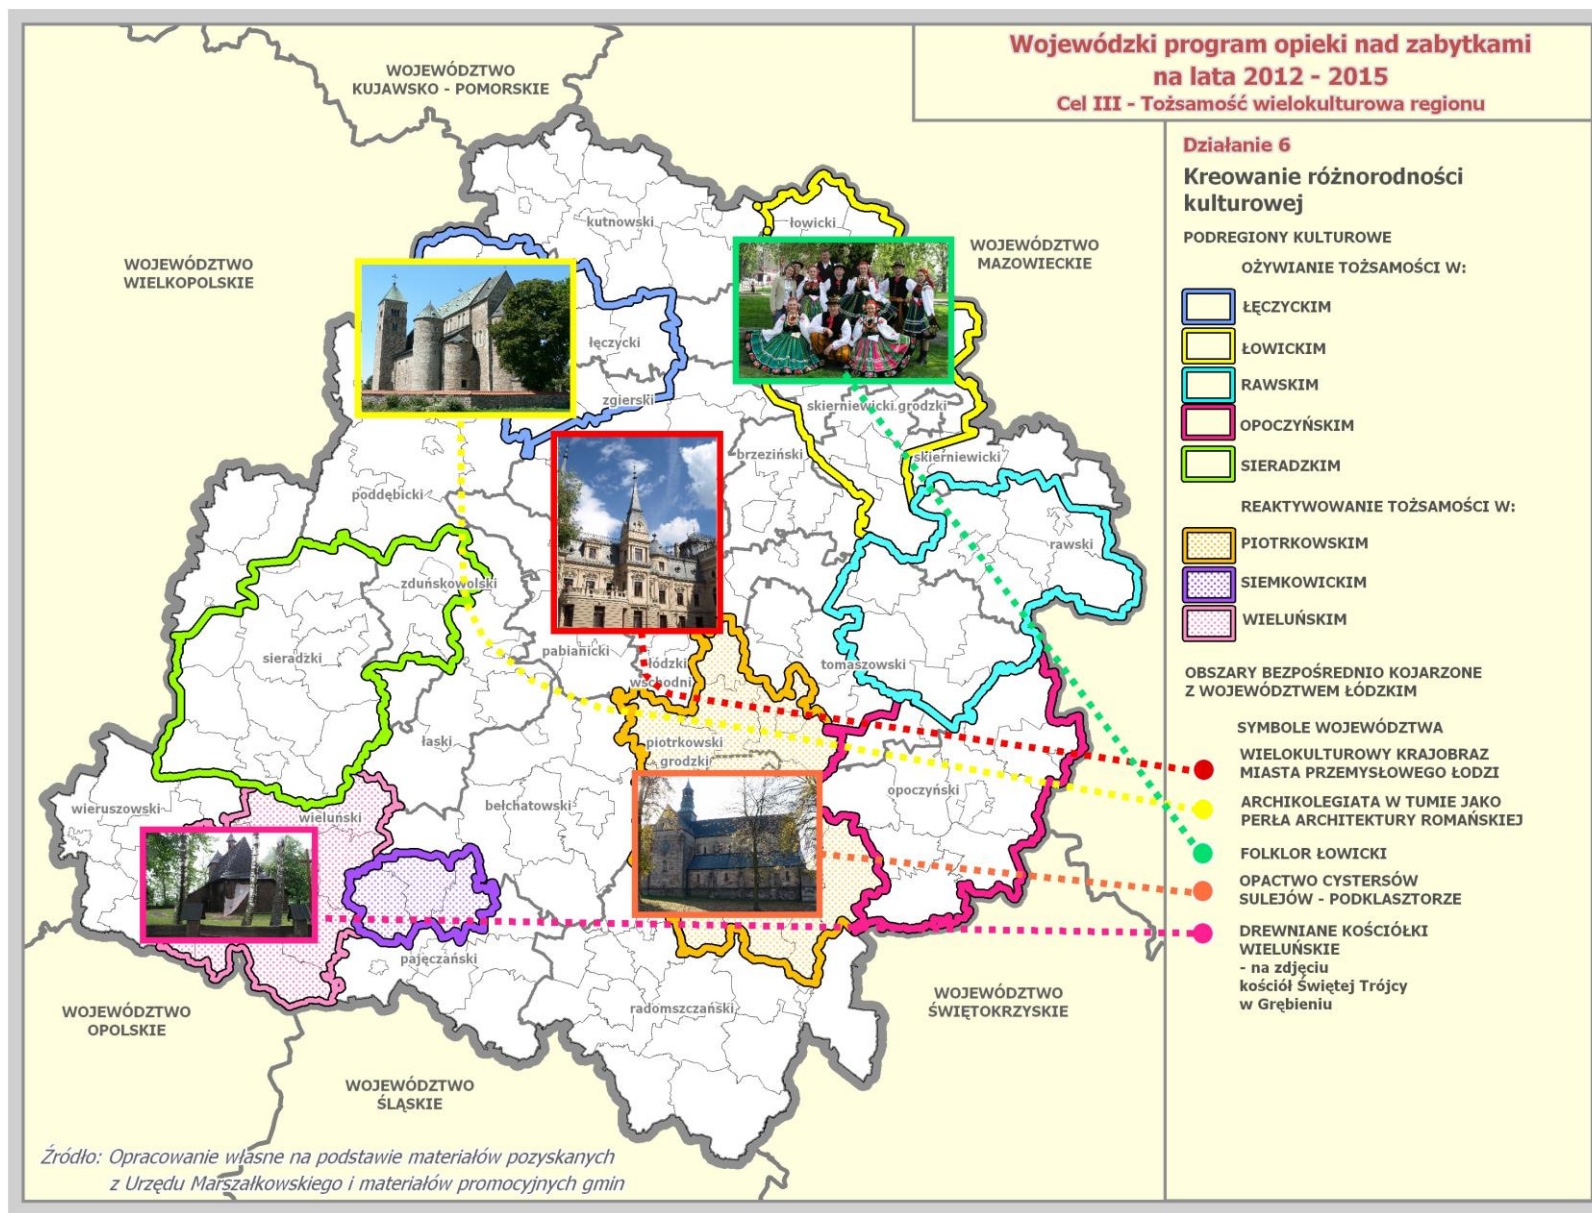 Wojewódzki program opieki nad zabytkami
na lata 2012 - 2015
Cel III - Tożsamość wielokulturowa regionu
WOJEWÓDZTWO
KUJAWSKO - POMORSKIE
WOJEWÓDZTWO
WIELKOPOLSKIE
WOJEWÓDZTWO
MAZOWIECKIE
kutnowski
łowicki
łęczycki
zgierski
skierniewicki grodzki
skierniewicki
brzeziński
poddębicki
rawski
zduńskowolski
sieradzki
pabianicki
łódzki
wschodni
tomaszowski
łaski
piotrkowski
grodzki
opoczyński
bełchatowski
wieruszowski
wieluński
pajęczański
radomszczański
WOJEWÓDZTWO
OPOLSKIE
WOJEWÓDZTWO
ŚLĄSKIE
WOJEWÓDZTWO
ŚWIĘTOKRZYSKIE
Źródło: Opracowanie własne na podstawie materiałów pozyskanych
z Urzędu Marszałkowskiego i materiałów promocyjnych gmin
Działanie 6
Kreowanie różnorodności
kulturowej
PODREGIONY KULTUROWE
OŻYWIANIE TOŻSAMOŚCI W:
ŁĘCZYCKIM
ŁOWICKIM
RAWSKIM
OPOCZYŃSKIM
SIERADZKIM
REAKTYWOWANIE TOŻSAMOŚCI W:
PIOTRKOWSKIM
SIEMKOWICKIM
WIELUŃSKIM
OBSZARY BEZPOŚREDNIO KOJARZONE
Z WOJEWÓDZTWEM ŁÓDZKIM
SYMBOLE WOJEWÓDZTWA
WIELOKULTUROWY KRAJOBRAZ
MIASTA PRZEMYSŁOWEGO ŁODZI
ARCHIKOLEGIATA W TUMIE JAKO
PERŁA ARCHITEKTURY ROMAŃSKIEJ
FOLKLOR ŁOWICKI
OPACTWO CYSTERSÓW
SULEJÓW - PODKLASZTORZE
DREWNIANE KOŚCIÓŁKI
WIELUŃSKIE
- na zdjęciu
kościół Świętej Trójcy
w Grębieniu